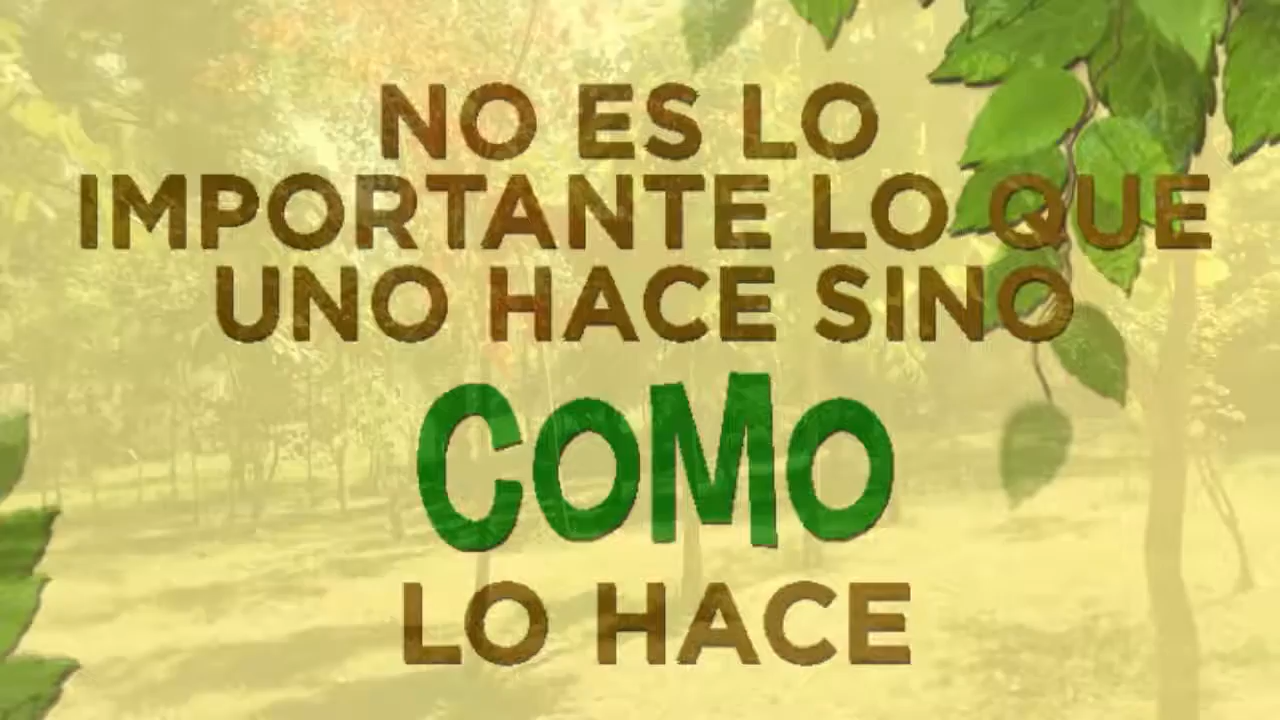 NO ES LO
IMPORTANTE LO QUE
UNO HACE SINO
COMO
LO HACE